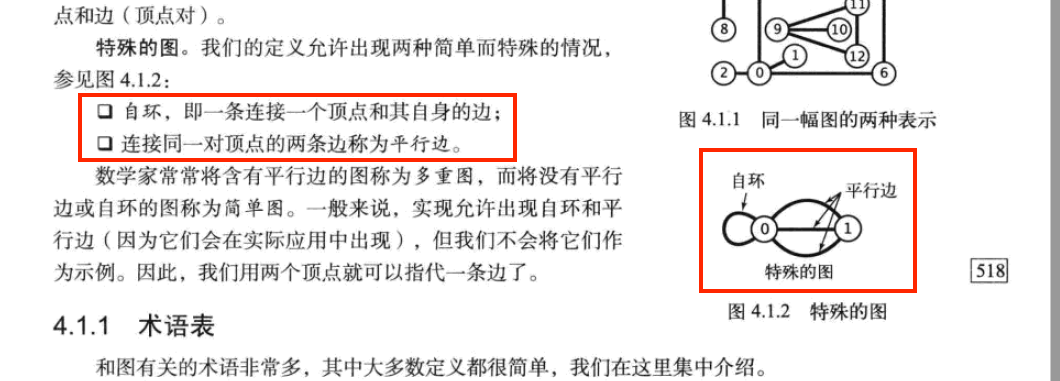 点和边（顶点对）。
特殊的图。我们的定义允许出现两种简单而特殊的情况，
参见图 4.1.2：
❏ 自环，即一条连接一个顶点和其自身的边；
❏ 连接同一对顶点的两条边称为平行边。
数学家常常将含有平行边的图称为多重图，而将没有平行
边或自环的图称为简单图。一般来说，实现允许出现自环和平
行边（因为它们会在实际应用中出现），但我们不会将它们作
为示例。因此，我们用两个顶点就可以指代一条边了。
4.1.1 术语表
和图有关的术语非常多，其中大多数定义都很简单，我们在这里集中介绍。
11
8
9
10
1
12
2
0
6
图 4.1.1 同一幅图的两种表示
自环
平行边
0
1
特殊的图
图 4.1.2 特殊的图
518